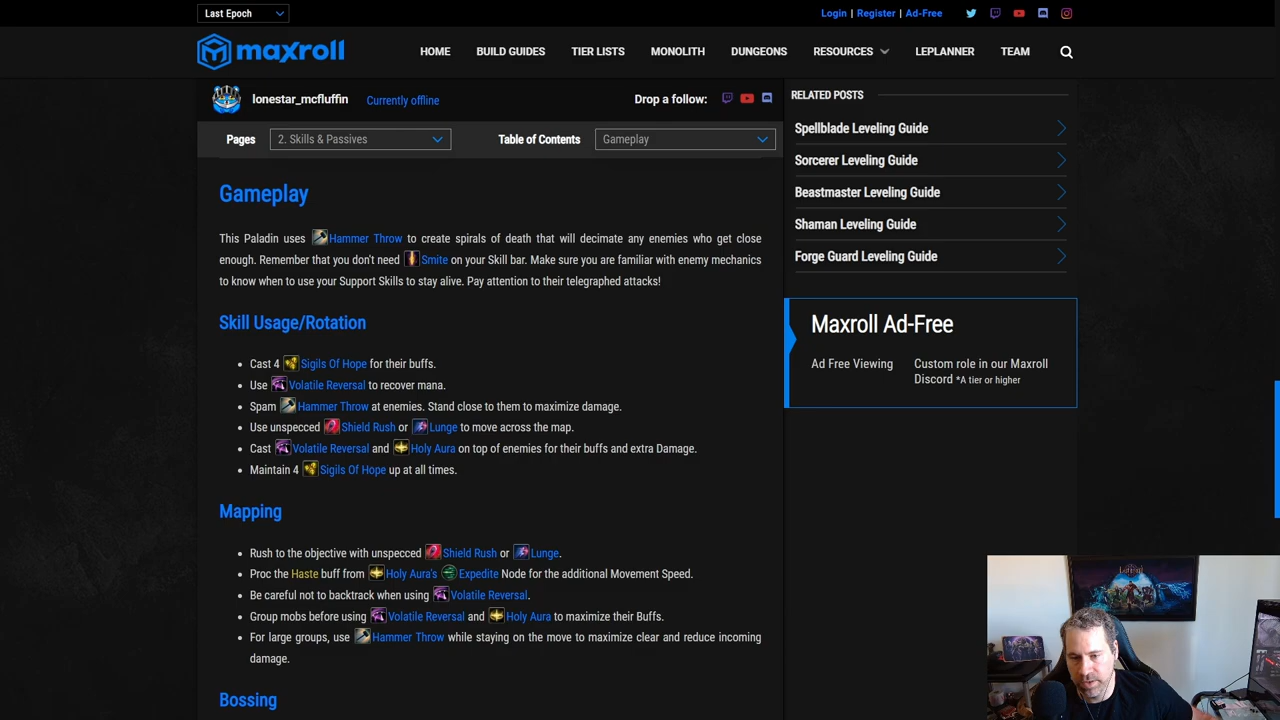 Last Epoch
Login | Register | Ad-Free
maxroll
HOME BUILD GUIDES TIER LISTS MONOLITH DUNGEONS RESOURCES LEPLANNER TEAM
lonestar_mcfluffin Currently offline Drop a follow:
Pages 2. Skills & Passives Table of Contents Gameplay
Gameplay
This Paladin uses Hammer Throw to create spirals of death that will decimate any enemies who get close
enough. Remember that you don't need Smite on your Skill bar. Make sure you are familiar with enemy mechanics
to know when to use your Support Skills to stay alive. Pay attention to their telegraphed attacks!
Skill Usage/Rotation
• Cast 4 Sigils Of Hope for their buffs.
• Use Volatile Reversal to recover mana.
• Spam Hammer Throw at enemies. Stand close to them to maximize damage.
• Use unspecced Shield Rush or Lunge to move across the map.
• Cast Volatile Reversal and Holy Aura on top of enemies for their buffs and extra Damage.
• Maintain 4 Sigils Of Hope up at all times.
Mapping
• Rush to the objective with unspecced Shield Rush or Lunge.
• Proc the Haste buff from Holy Aura's Expedite Node for the additional Movement Speed.
• Be careful not to backtrack when using Volatile Reversal.
• Group mobs before using Volatile Reversal and Holy Aura to maximize their Buffs.
• For large groups, use Hammer Throw while staying on the move to maximize clear and reduce incoming
damage.
Bossing
RELATED POSTS
Spellblade Leveling Guide
Sorcerer Leveling Guide
Beastmaster Leveling Guide
Shaman Leveling Guide
Forge Guard Leveling Guide
Maxroll Ad-Free
Ad Free Viewing
Custom role in our Maxroll
Discord *A tier or higher